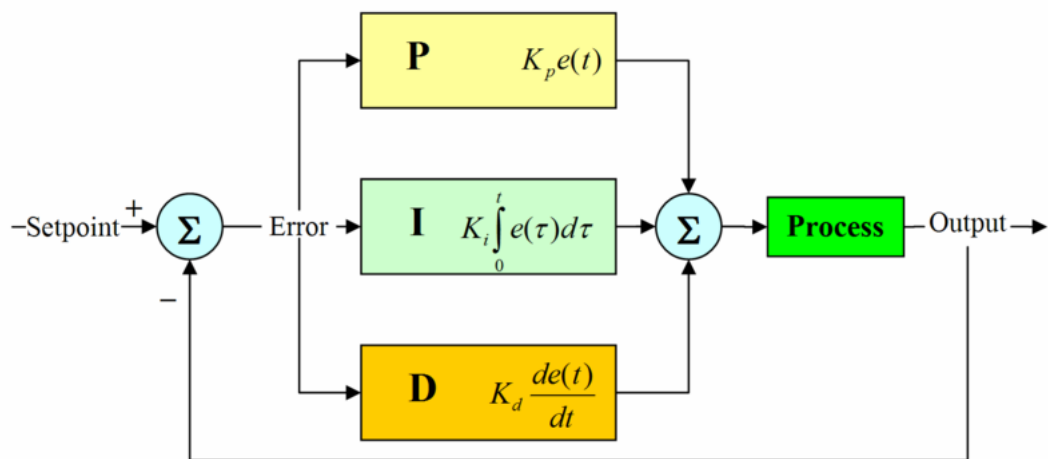 P K_p e(t)
–Setpoint + Σ Error I K_i ∫_0^t e(τ)dτ Σ Process Output
–
D K_d de(t)/dt